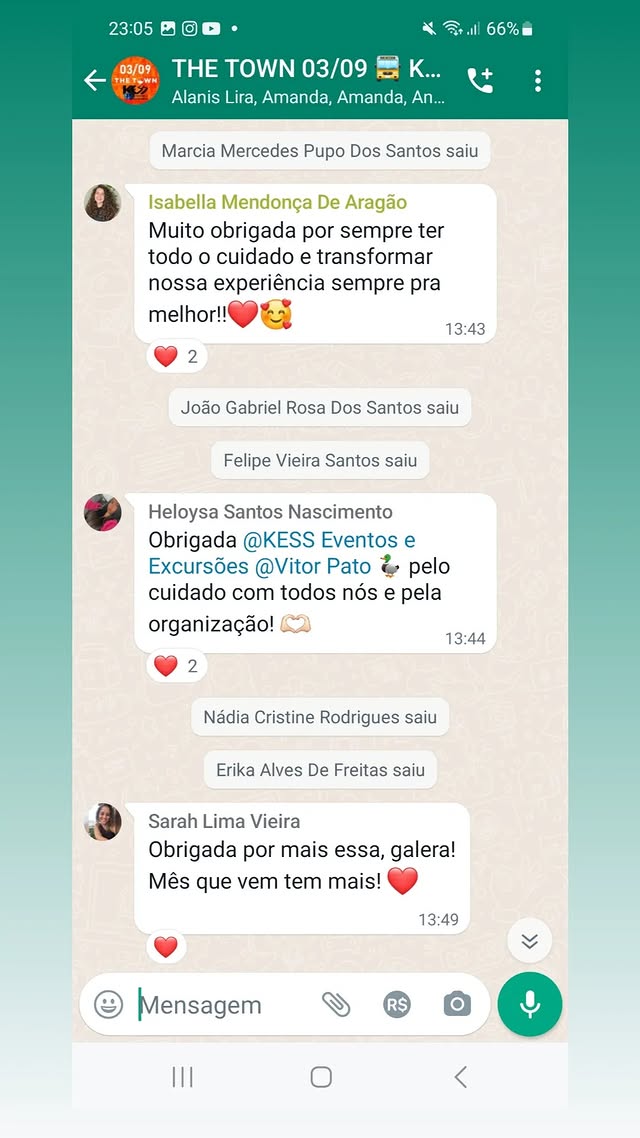 23:05
66%
03/09
THE TOWN
THE TOWN 03/09 🚎 K...
Alanis Lira, Amanda, Amanda, An...
Marcia Mercedes Pupo Dos Santos saiu
Isabella Mendonça De Aragão
Muito obrigada por sempre ter
todo o cuidado e transformar
nossa experiência sempre pra
melhor!!❤️🥰
13:43
❤️ 2
João Gabriel Rosa Dos Santos saiu
Felipe Vieira Santos saiu
Heloysa Santos Nascimento
Obrigada @KESS Eventos e
Excursões @Vitor Pato 🦆 pelo
cuidado com todos nós e pela
organização! 🫶🏻
13:44
❤️ 2
Nádia Cristine Rodrigues saiu
Erika Alves De Freitas saiu
Sarah Lima Vieira
Obrigada por mais essa, galera!
Mês que vem tem mais! ❤️
13:49
❤️
Mensagem
R$